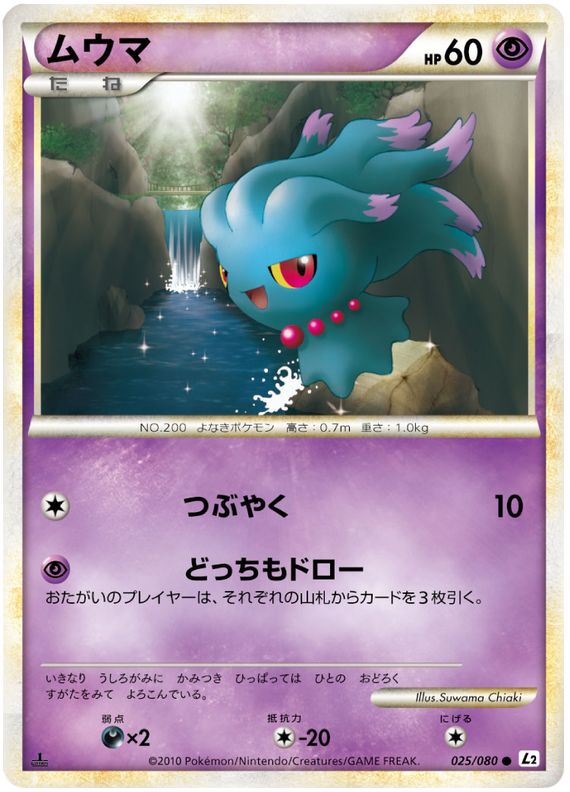 ムウマ
HP60
たね
NO.200 よなきポケモン 高さ：0.7m 重さ：1.0kg
つぶやく 10
どっちもドロー
おたがいのプレイヤーは、それぞれの山札からカードを３枚引く。
いきなり うしろがみに かみつき ひっぱっては ひとの おどろく
すがたをみて よろこんでいる。
Illus.Suwama Chiaki
弱点 抵抗力 にげる
×2 -20
©2010 Pokémon/Nintendo/Creatures/GAME FREAK.
025/080 ● L2